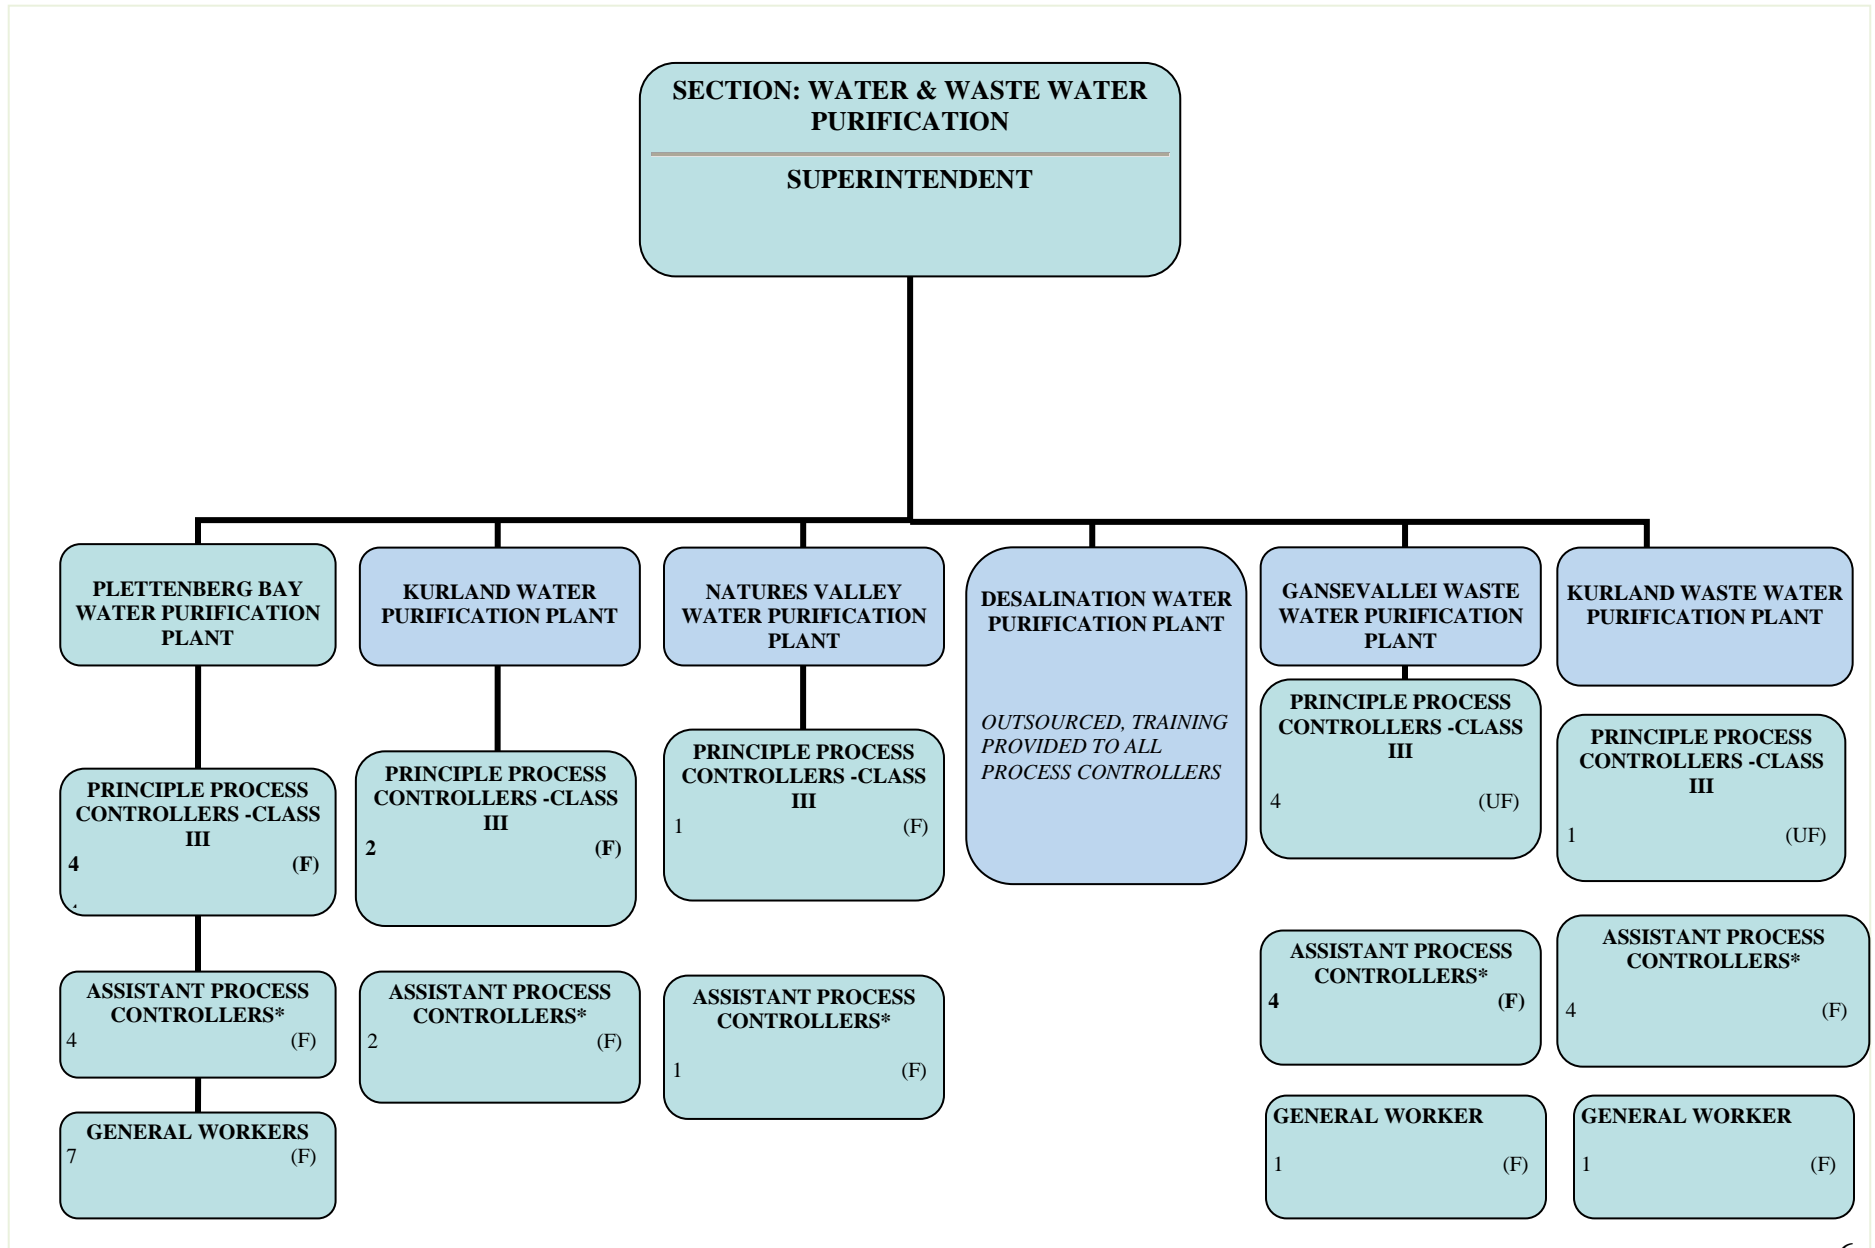 SECTION: WATER & WASTE WATER
PURIFICATION
SUPERINTENDENT
PLETTENBERG BAY
WATER PURIFICATION
PLANT
PRINCIPLE PROCESS
CONTROLLERS -CLASS
III
4 (F)
ASSISTANT PROCESS
CONTROLLERS*
4 (F)
GENERAL WORKERS
7 (F)
KURLAND WATER
PURIFICATION PLANT
PRINCIPLE PROCESS
CONTROLLERS -CLASS
III
2 (F)
ASSISTANT PROCESS
CONTROLLERS*
2 (F)
NATURES VALLEY
WATER PURIFICATION
PLANT
PRINCIPLE PROCESS
CONTROLLERS -CLASS
III
1 (F)
ASSISTANT PROCESS
CONTROLLERS*
1 (F)
DESALINATION WATER
PURIFICATION PLANT
OUTSOURCED, TRAINING
PROVIDED TO ALL
PROCESS CONTROLLERS
GANSEVALLEI WASTE
WATER PURIFICATION
PLANT
PRINCIPLE PROCESS
CONTROLLERS -CLASS
III
4 (UF)
ASSISTANT PROCESS
CONTROLLERS*
4 (F)
GENERAL WORKER
1 (F)
KURLAND WASTE WATER
PURIFICATION PLANT
PRINCIPLE PROCESS
CONTROLLERS -CLASS
III
1 (UF)
ASSISTANT PROCESS
CONTROLLERS*
4 (F)
GENERAL WORKER
1 (F)